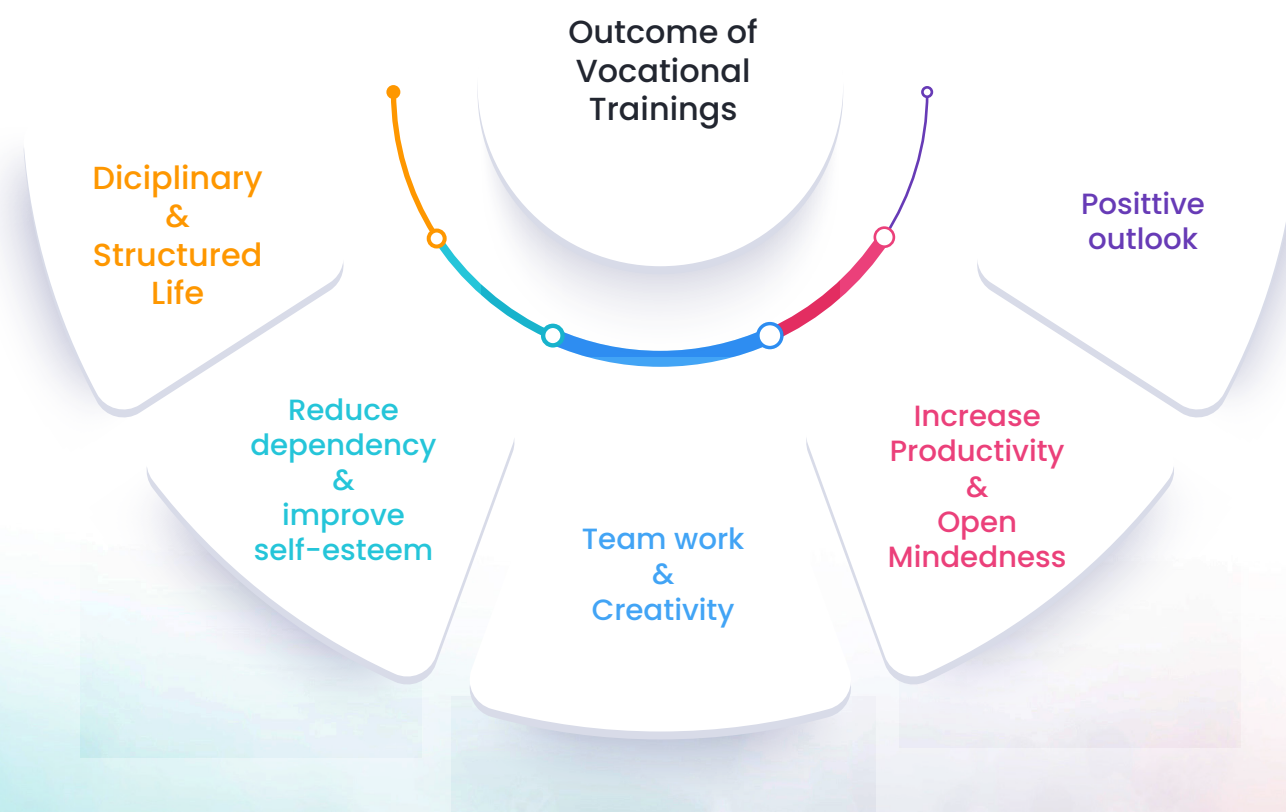 Outcome of
Vocational
Trainings
Diciplinary
&
Structured
Life
Reduce
dependency
&
improve
self-esteem
Team work
&
Creativity
Increase
Productivity
&
Open
Mindedness
Posittive
outlook